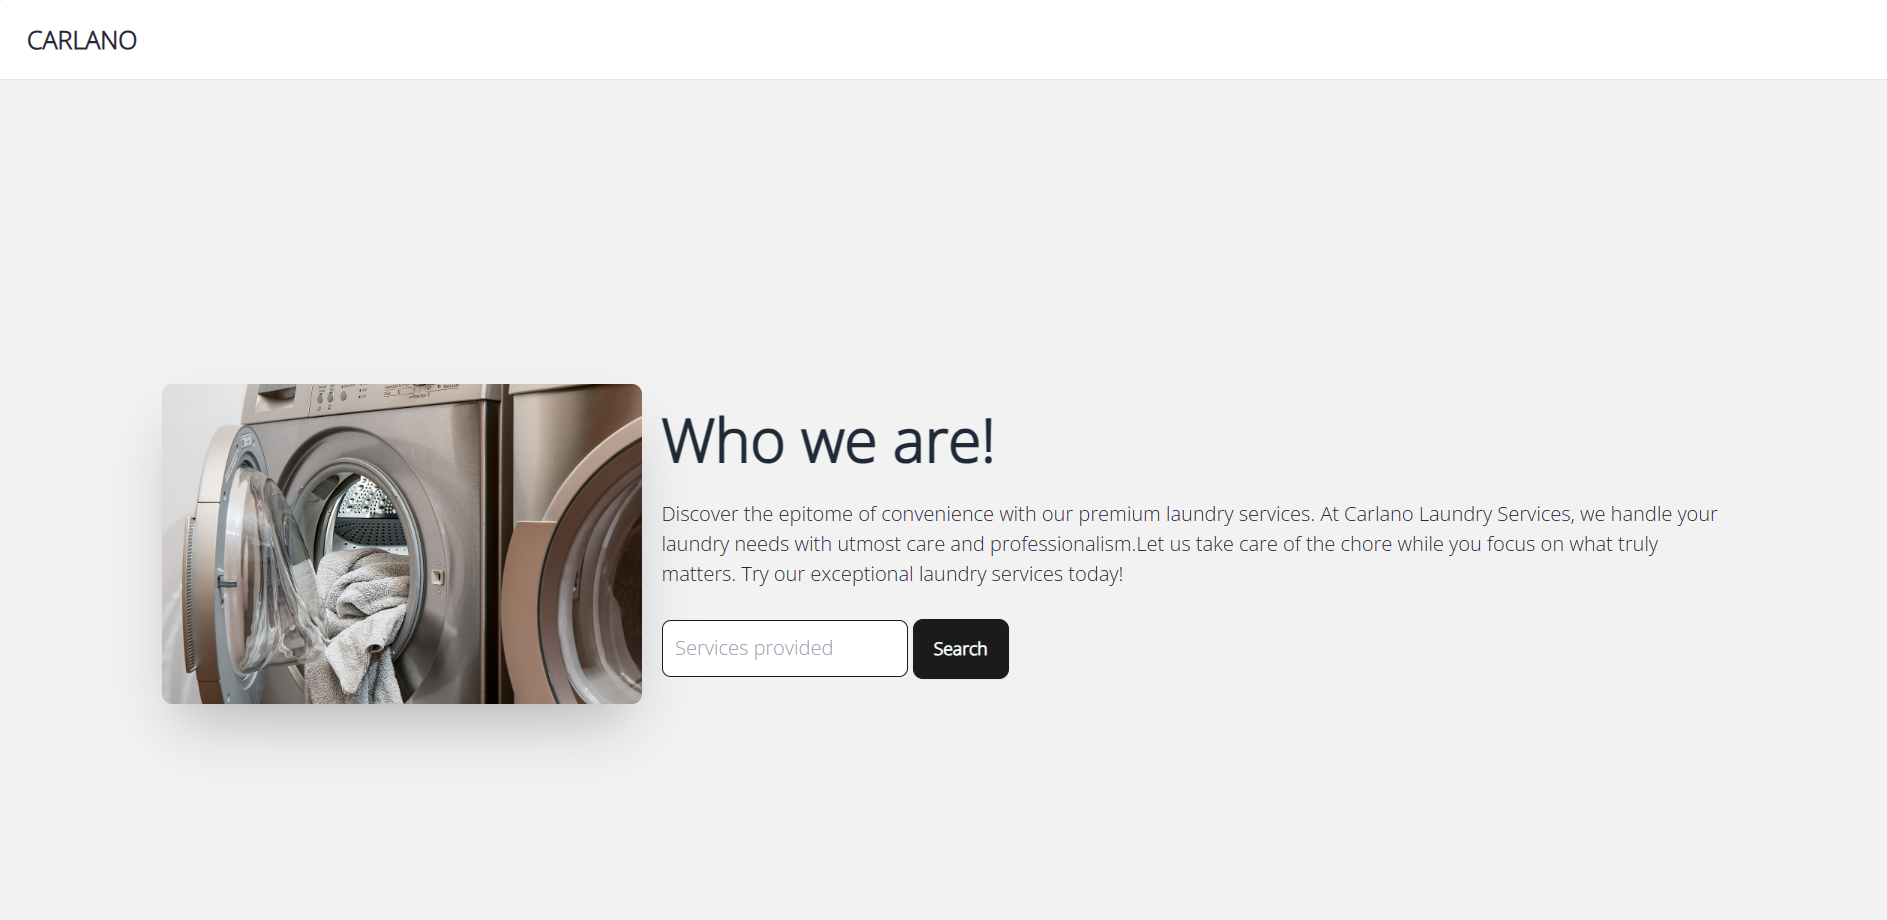 CARLANO
Who we are!
Discover the epitome of convenience with our premium laundry services. At Carlano Laundry Services, we handle your
laundry needs with utmost care and professionalism.Let us take care of the chore while you focus on what truly
matters. Try our exceptional laundry services today!
Services provided
Search